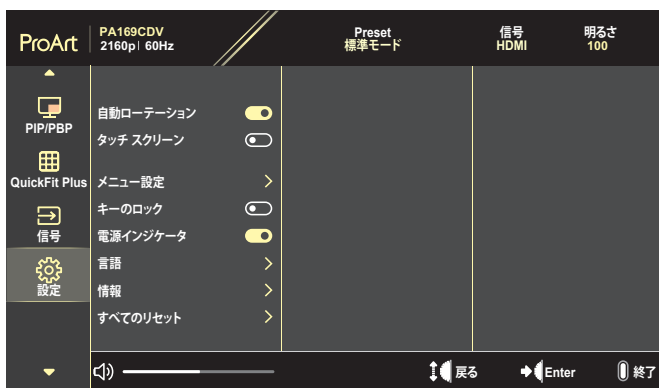 ProArt
PA169CDV
2160p| 60Hz
Preset
標準モード
信号
HDMI
明るさ
100
PIP/PBP
QuickFit Plus
信号
設定
自動ローテーション
タッチ スクリーン
メニュー設定
キーのロック
電源インジケータ
言語
情報
すべてのリセット
戻る
Enter
終了